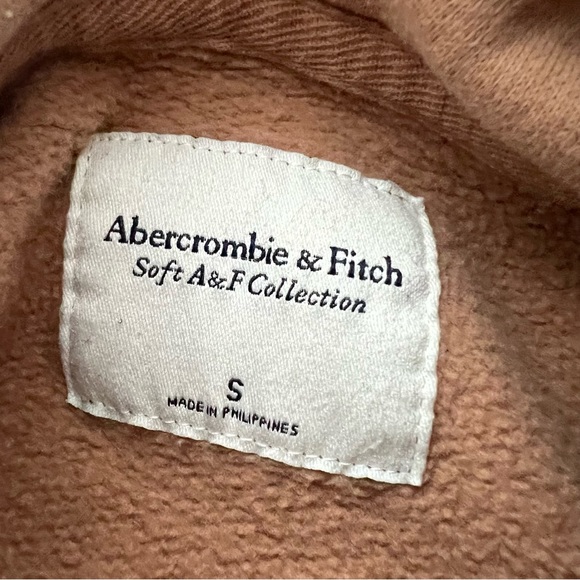 Abercrombie & Fitch
Soft A&F Collection
S
MADE IN PHILIPPINES